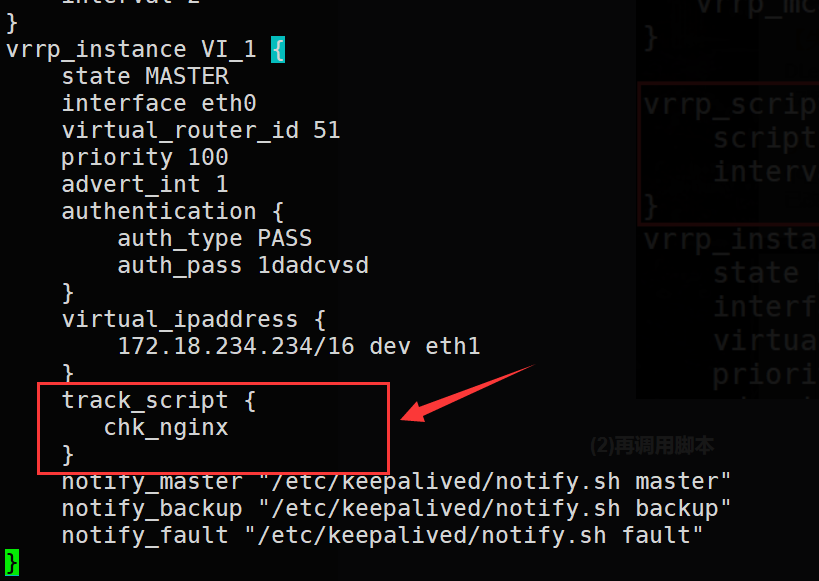 interval 2
}
vrrp_instance VI_1 {
    state MASTER
    interface eth0
    virtual_router_id 51
    priority 100
    advert_int 1
    authentication {
        auth_type PASS
        auth_pass 1dadcvsd
    }
    virtual_ipaddress {
        172.18.234.234/16 dev eth1
    }
    track_script {
       chk_nginx
    }
    notify_master "/etc/keepalived/notify.sh master"
    notify_backup "/etc/keepalived/notify.sh backup"
    notify_fault "/etc/keepalived/notify.sh fault"
}
vrrp_mc
}
vrrp_scrip
script
interv
}
vrrp_insta
state
interf
virtua
priori
(2)再调用脚本